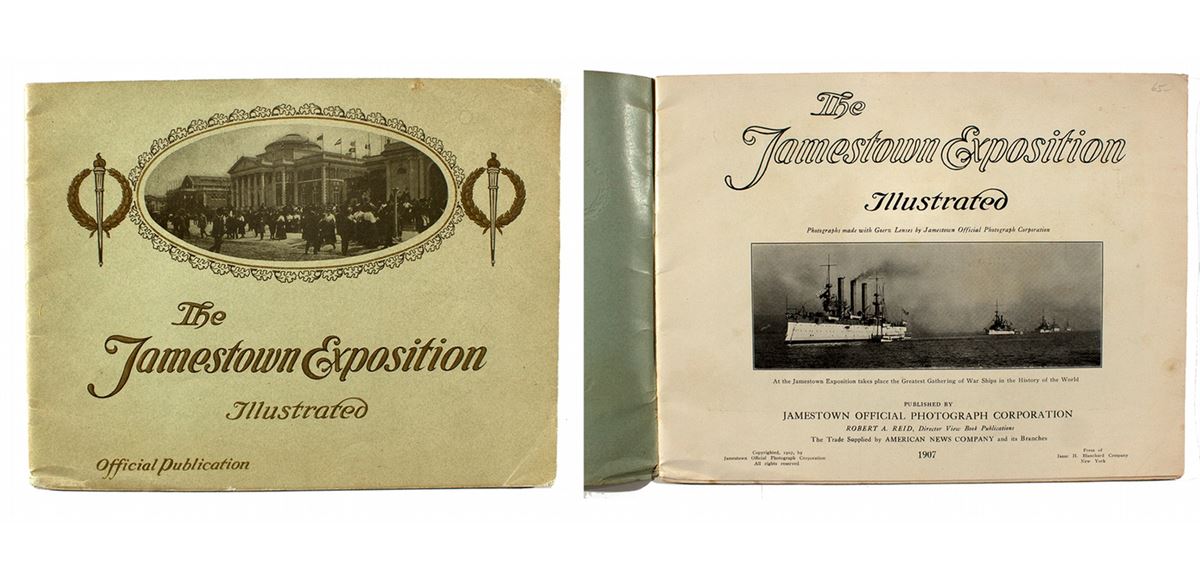 The
Jamestown Exposition
Illustrated
Official Publication
65-
The
Jamestown Exposition
Illustrated
Photographs made with Goerz Lenses by Jamestown Official Photograph Corporation
At the Jamestown Exposition takes place the Greatest Gathering of War Ships in the History of the World
PUBLISHED BY
JAMESTOWN OFFICIAL PHOTOGRAPH CORPORATION
ROBERT A. REID, Director View Book Publications
The Trade Supplied by AMERICAN NEWS COMPANY and its Branches
Copyrighted, 1907, by
Jamestown Official Photograph Corporation
All rights reserved
1907
Press of
Isaac H. Blanchard Company
New York